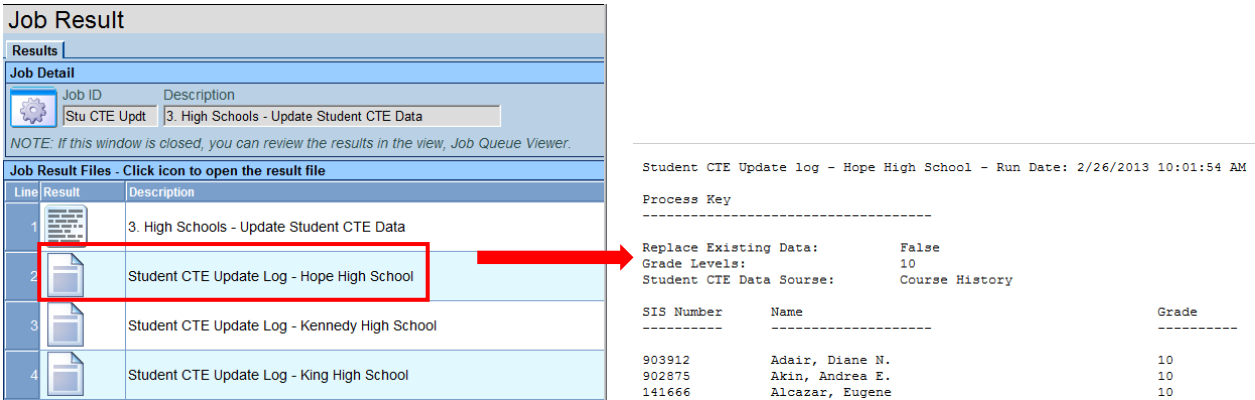 Job Result
Results
Job Detail
Job ID Description
Stu CTE Updt 3. High Schools - Update Student CTE Data
NOTE: If this window is closed, you can review the results in the view, Job Queue Viewer.
Job Result Files - Click icon to open the result file
Line Result Description
1 3. High Schools - Update Student CTE Data
2 Student CTE Update Log - Hope High School
3 Student CTE Update Log - Kennedy High School
4 Student CTE Update Log - King High School
Student CTE Update log - Hope High School - Run Date: 2/26/2013 10:01:54 AM
Process Key
------------------------------------
Replace Existing Data: False
Grade Levels: 10
Student CTE Data Sourse: Course History
SIS Number Name Grade
---------- -------------------- ----------
903912 Adair, Diane N. 10
902875 Akin, Andrea E. 10
141666 Alcazar, Eugene 10